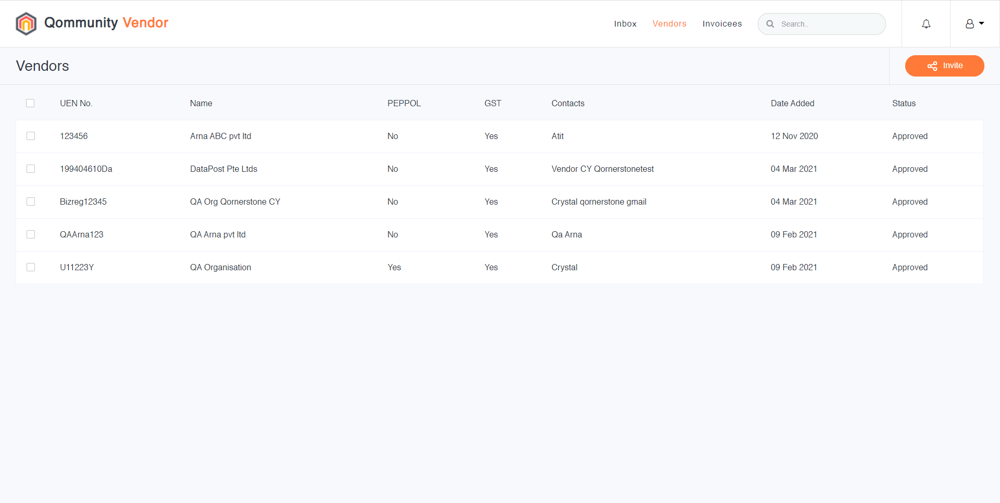 Qommunity Vendor
Inbox Vendors Invoicees Search..
Vendors
Invite
UEN No. Name PEPPOL GST Contacts Date Added Status
123456 Arna ABC pvt ltd No Yes Atit 12 Nov 2020 Approved
199404610Da DataPost Pte Ltds No Yes Vendor CY Qornerstonetest 04 Mar 2021 Approved
Bizreg12345 QA Org Qornerstone CY No Yes Crystal qornerstone gmail 04 Mar 2021 Approved
QAArna123 QA Arna pvt ltd No Yes Qa Arna 09 Feb 2021 Approved
U11223Y QA Organisation Yes Yes Crystal 09 Feb 2021 Approved